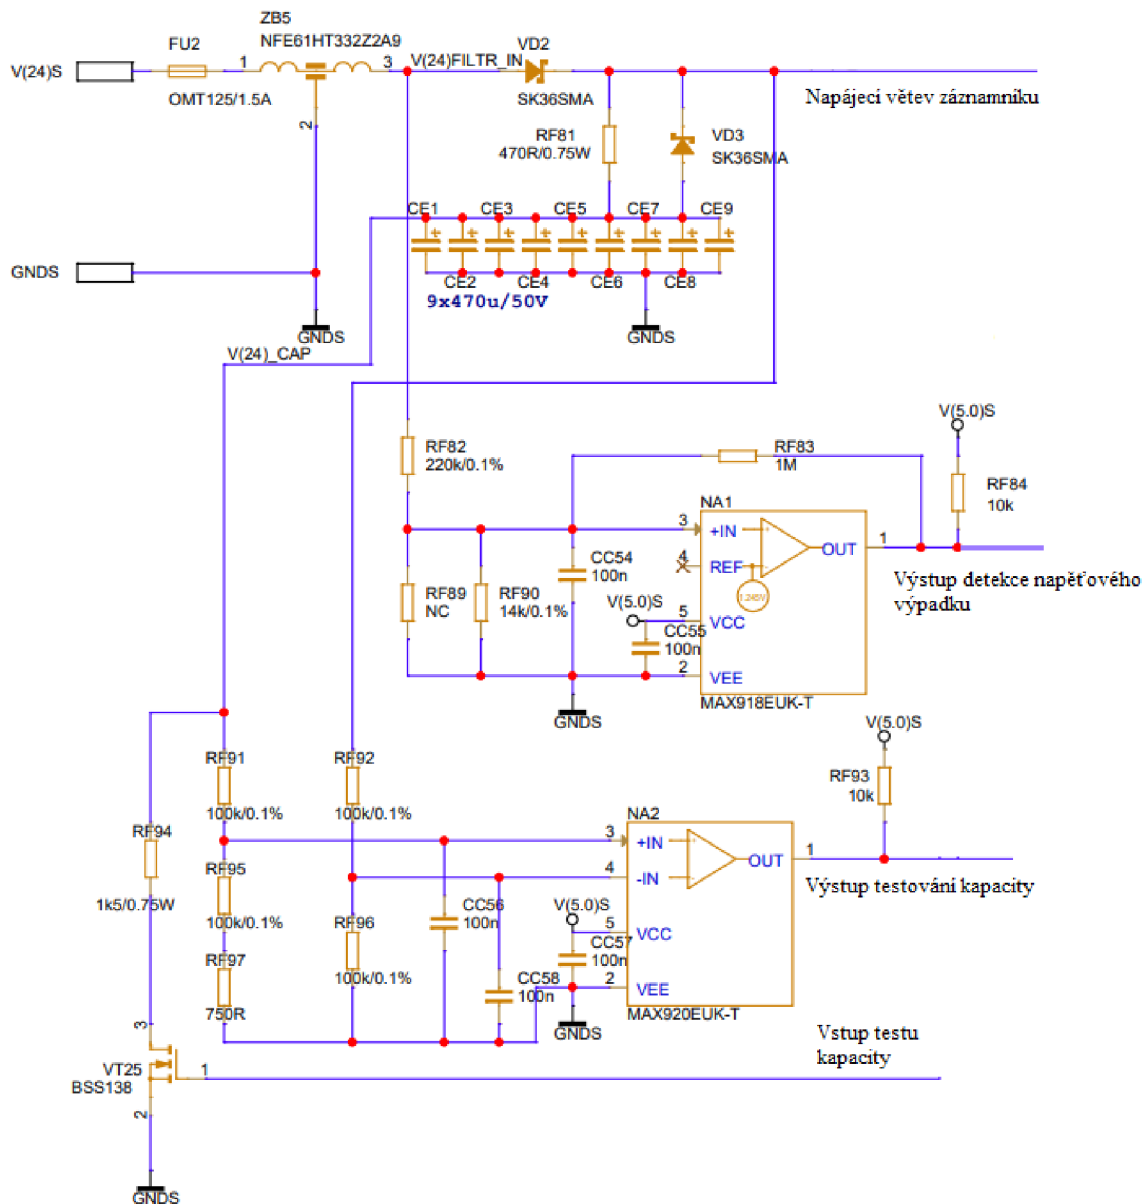 ZB5
NFE61HT332Z2A9
FU2
V(24)S
1
3
V(24)FILTR_IN
VD2
OMT125/1.5A
SK36SMA
Napájecí větev záznamníku
2
RF81
470R/0.75W
VD3
SK36SMA
CE1
CE3
CE5
CE7
CE9
+
+
+
+
+
+
+
+
+
GNDS
CE2
CE4
CE6
CE8
9x470u/50V
GNDS
GNDS
V(24)_CAP
V(5.0)S
RF82
220k/0.1%
RF83
1M
RF84
10k
NA1
3
+IN
1
OUT
4
REF
CC54
100n
1.245V
Výstup detekce napěťového
výpadku
RF89
NC
RF90
14k/0.1%
V(5.0)S
5
VCC
CC55
100n
2
VEE
MAX918EUK-T
GNDS
V(5.0)S
RF91
100k/0.1%
RF92
100k/0.1%
RF93
10k
NA2
RF94
1k5/0.75W
3
+IN
1
OUT
4
-IN
Výstup testování kapacity
RF95
100k/0.1%
CC56
100n
V(5.0)S
RF96
100k/0.1%
5
VCC
CC57
100n
RF97
750R
CC58
100n
2
VEE
MAX920EUK-T
GNDS
3
Vstup testu
kapacity
VT25
BSS138
1
2
GNDS